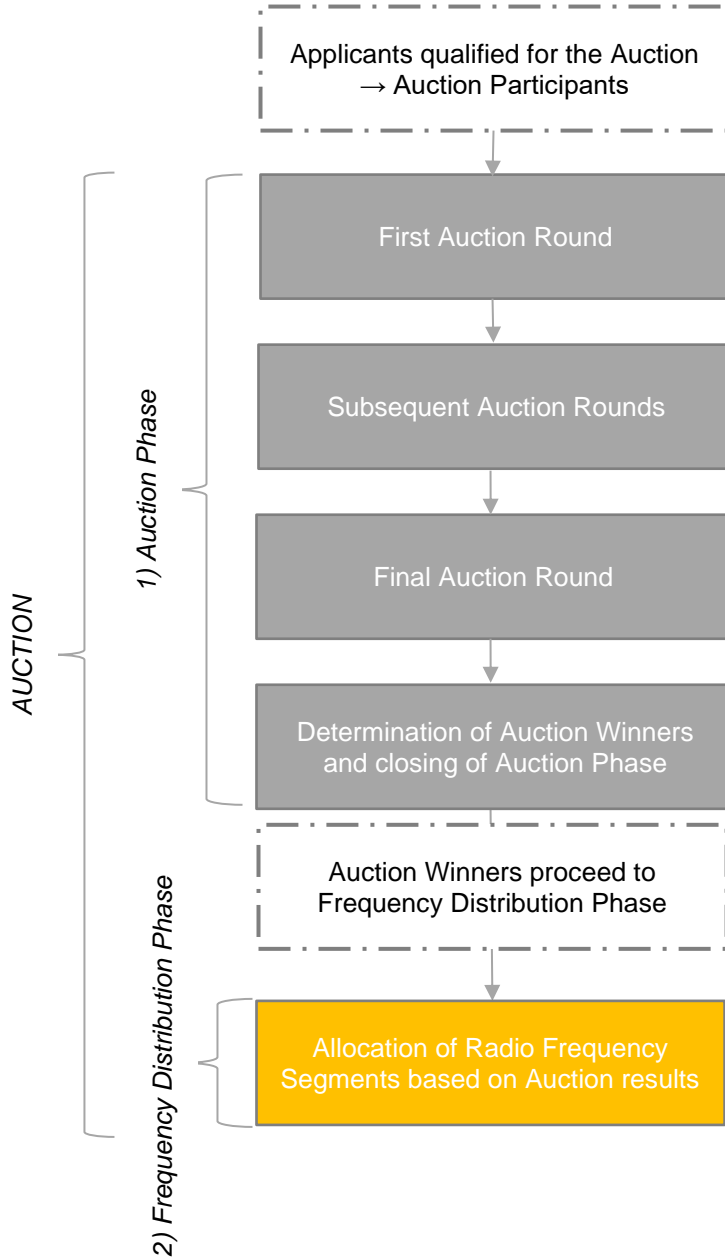 Applicants qualified for the Auction
→ Auction Participants
First Auction Round
Subsequent Auction Rounds
Final Auction Round
Determination of Auction Winners
and closing of Auction Phase
Auction Winners proceed to
Frequency Distribution Phase
Allocation of Radio Frequency
Segments based on Auction results
AUCTION
1) Auction Phase
2) Frequency Distribution Phase